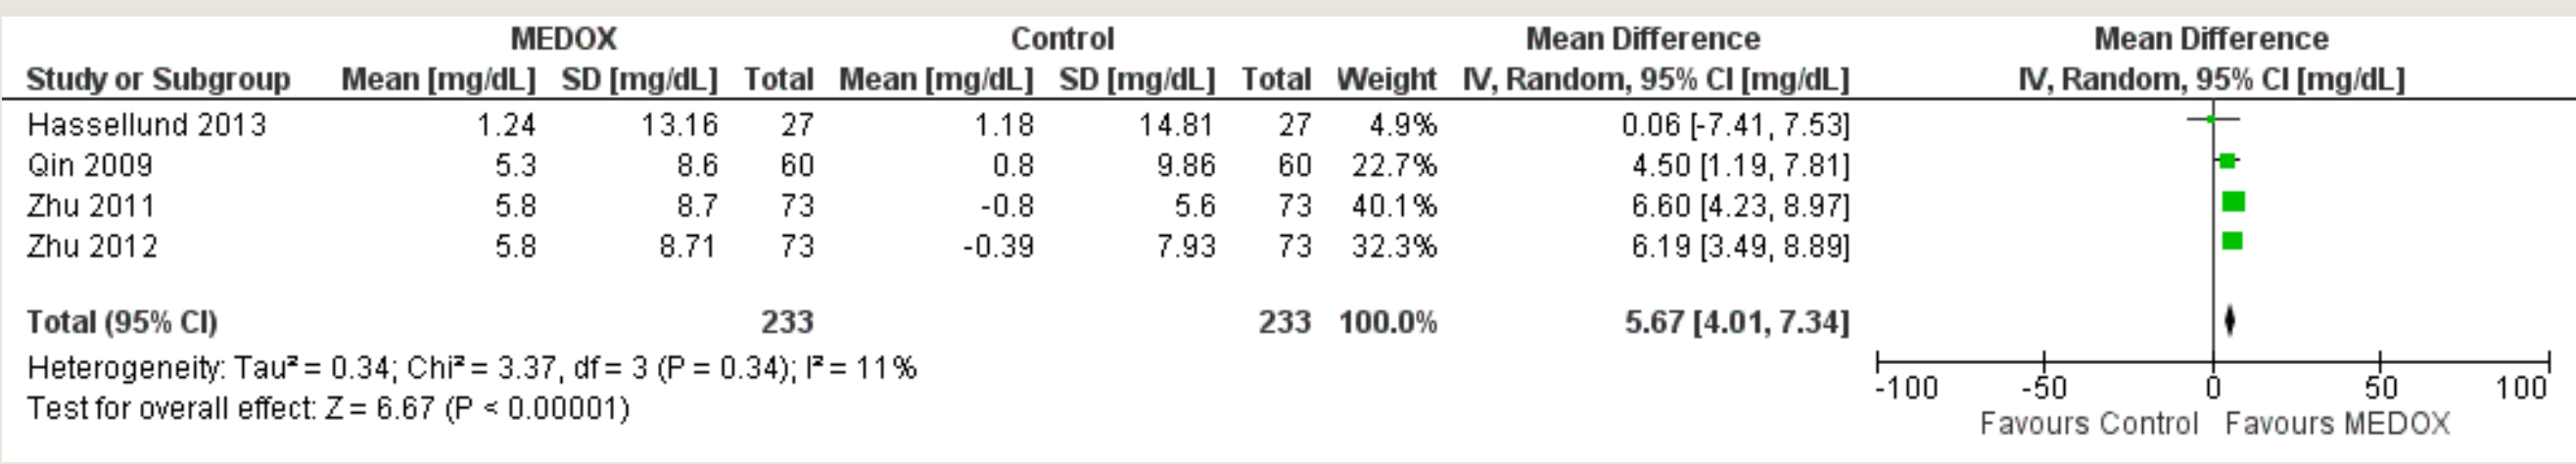 MEDOX Control Mean Difference Mean Difference
Study or Subgroup Mean [mg/dL] SD [mg/dL] Total Mean [mg/dL] SD [mg/dL] Total Weight IV, Random, 95% CI [mg/dL] IV, Random, 95% CI [mg/dL]
Hassellund 2013 1.24 13.16 27 1.18 14.81 27 4.9% 0.06 [-7.41, 7.53]
Qin 2009 5.3 8.6 60 0.8 9.86 60 22.7% 4.50 [1.19, 7.81]
Zhu 2011 5.8 8.7 73 -0.8 5.6 73 40.1% 6.60 [4.23, 8.97]
Zhu 2012 5.8 8.71 73 -0.39 7.93 73 32.3% 6.19 [3.49, 8.89]
Total (95% CI) 233 233 100.0% 5.67 [4.01, 7.34]
Heterogeneity: Tau² = 0.34; Chi² = 3.37, df = 3 (P = 0.34); I² = 11%
Test for overall effect: Z = 6.67 (P < 0.00001)
-100 -50 0 50 100
Favours Control Favours MEDOX